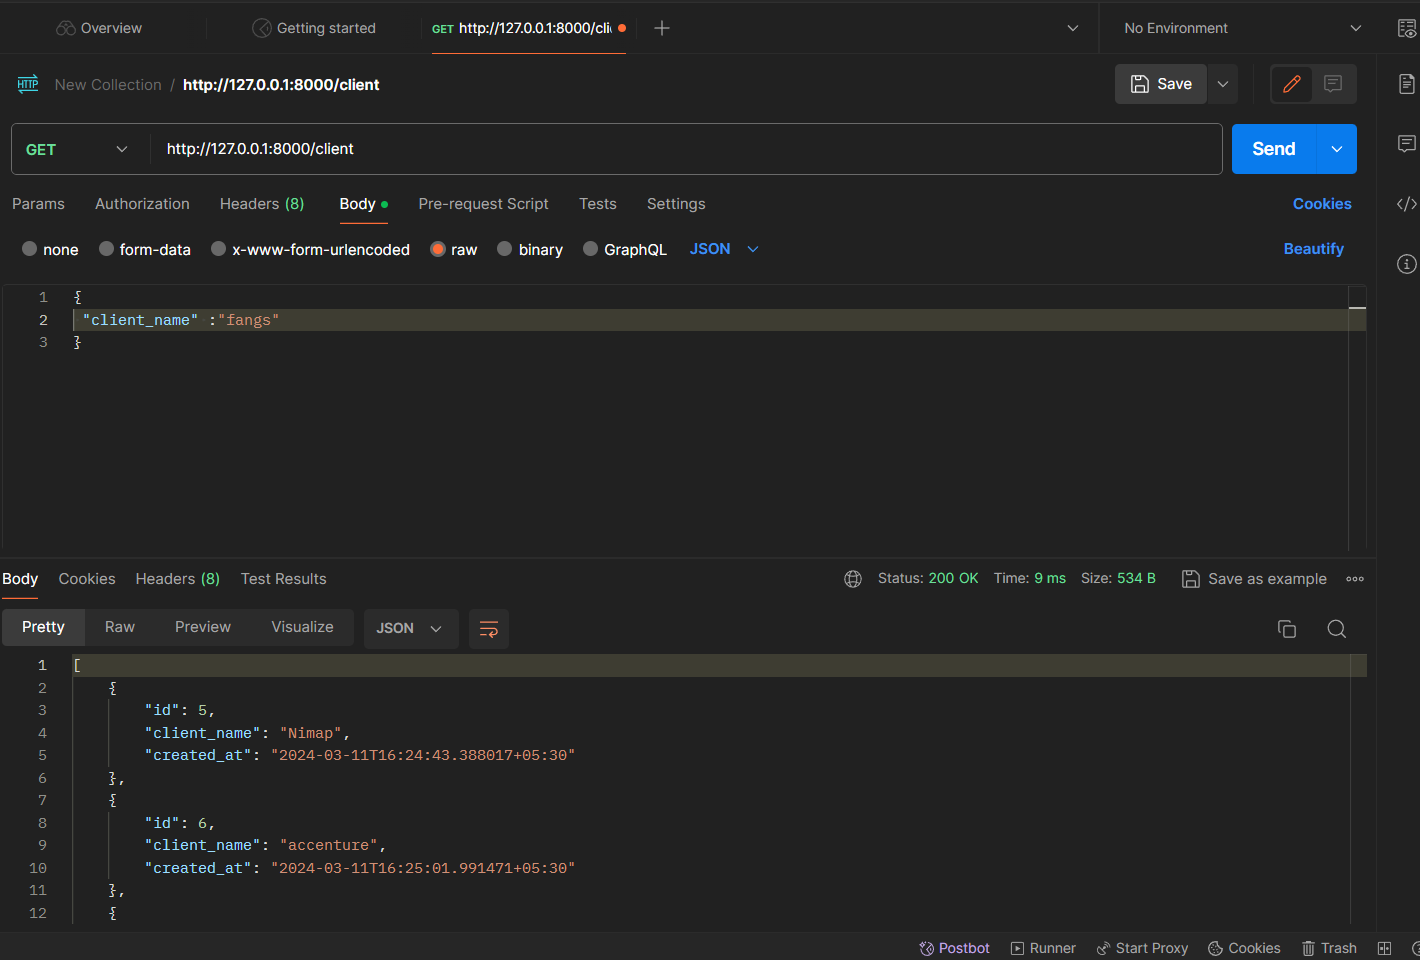 Overview
Getting started
GET http://127.0.0.1:8000/cli
No Environment
HTTP New Collection / http://127.0.0.1:8000/client
Save
GET http://127.0.0.1:8000/client
Send
Params Authorization Headers (8) Body Pre-request Script Tests Settings Cookies
none form-data x-www-form-urlencoded raw binary GraphQL JSON Beautify
1 {
2 "client_name" :"fangs"
3 }
Body Cookies Headers (8) Test Results Status: 200 OK Time: 9 ms Size: 534 B Save as example
Pretty Raw Preview Visualize JSON
1 [
2 {
3 "id": 5,
4 "client_name": "Nimap",
5 "created_at": "2024-03-11T16:24:43.388017+05:30"
6 },
7 {
8 "id": 6,
9 "client_name": "accenture",
10 "created_at": "2024-03-11T16:25:01.991471+05:30"
11 },
12 {
Postbot Runner Start Proxy Cookies Trash